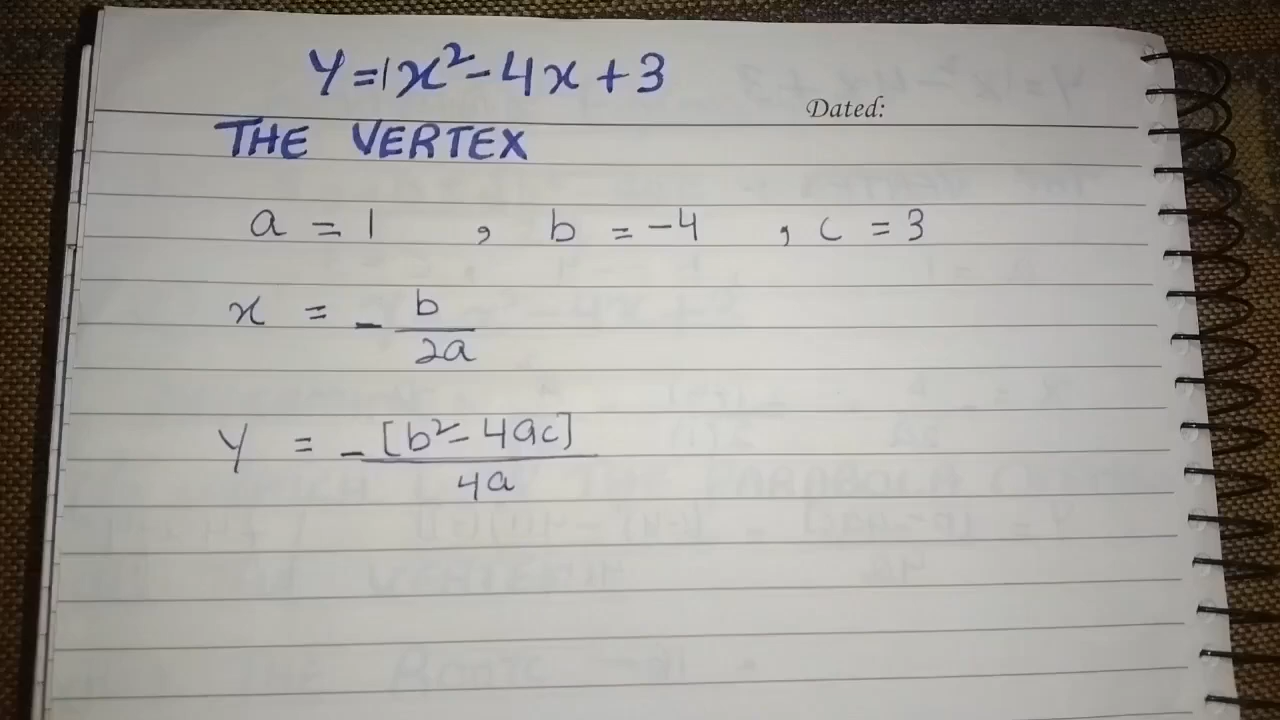 Y=1x²-4x+3
Dated:
THE VERTEX
a = 1 , b = -4 , c = 3
x = - b/2a
Y = - [b²-4ac]/4a